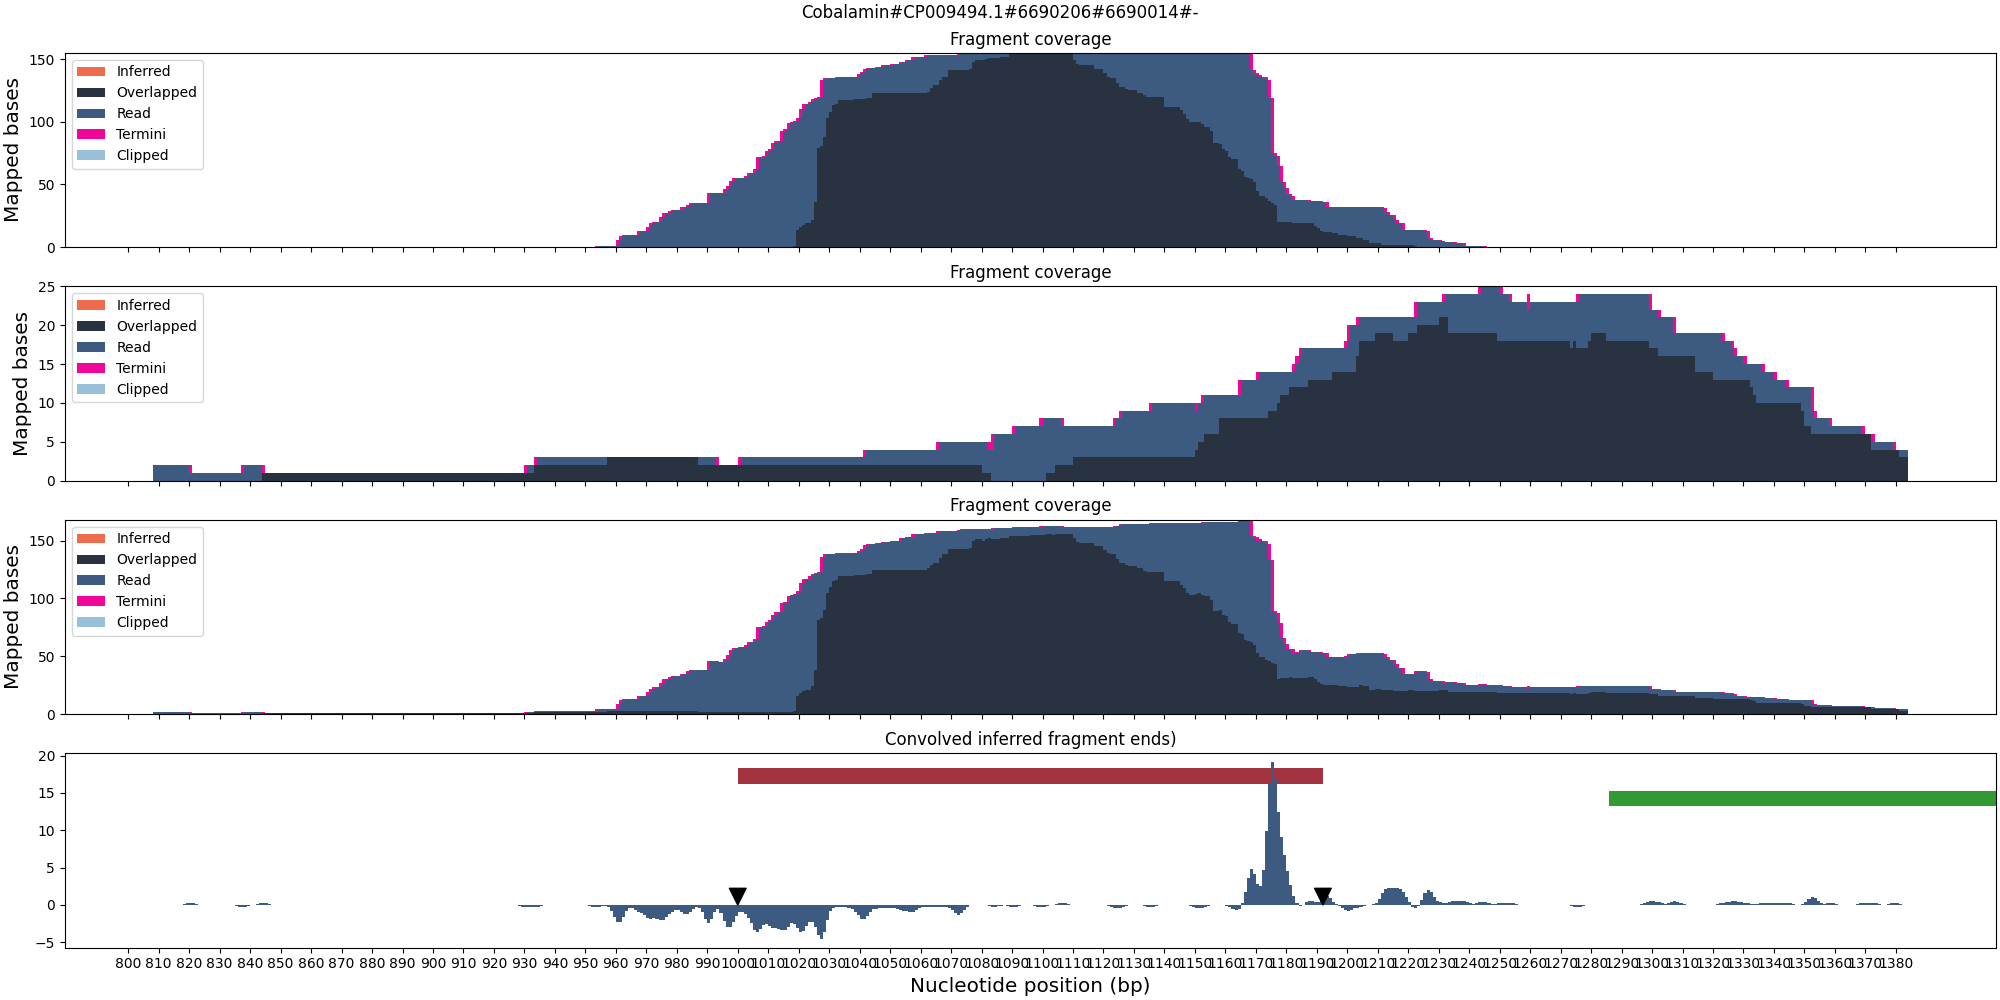 Cobalamin#CP009494.1#6690206#6690014#-
Fragment coverage
Mapped bases
150
100
50
0
Inferred
Overlapped
Read
Termini
Clipped
Fragment coverage
Mapped bases
25
20
15
10
5
0
Inferred
Overlapped
Read
Termini
Clipped
Fragment coverage
Mapped bases
150
100
50
0
Inferred
Overlapped
Read
Termini
Clipped
Convolved inferred fragment ends)
20
15
10
5
0
−5
800 810 820 830 840 850 860 870 880 890 900 910 920 930 940 950 960 970 980 990 1000 1010 1020 1030 1040 1050 1060 1070 1080 1090 1100 1110 1120 1130 1140 1150 1160 1170 1180 1190 1200 1210 1220 1230 1240 1250 1260 1270 1280 1290 1300 1310 1320 1330 1340 1350 1360 1370 1380
Nucleotide position (bp)